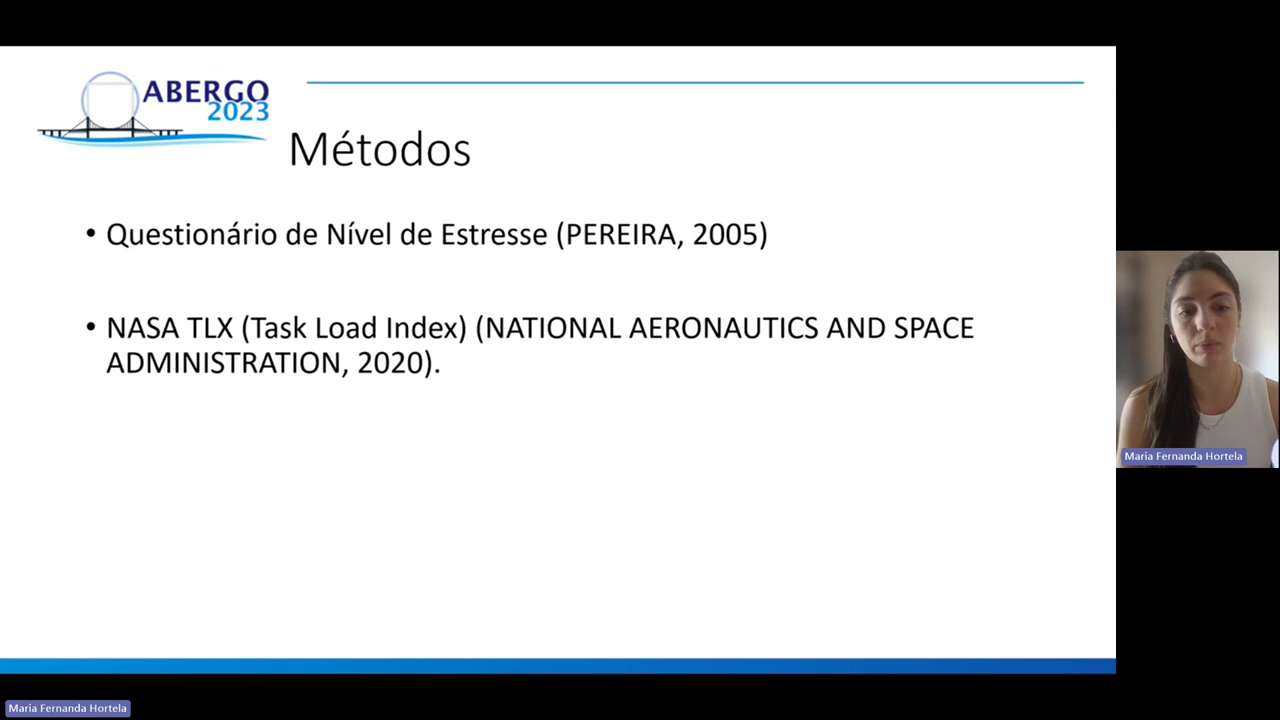 ABERGO
2023
Métodos
• Questionário de Nível de Estresse (PEREIRA, 2005)
• NASA TLX (Task Load Index) (NATIONAL AERONAUTICS AND SPACE
ADMINISTRATION, 2020).
Maria Fernanda Hortela
Maria Fernanda Hortela